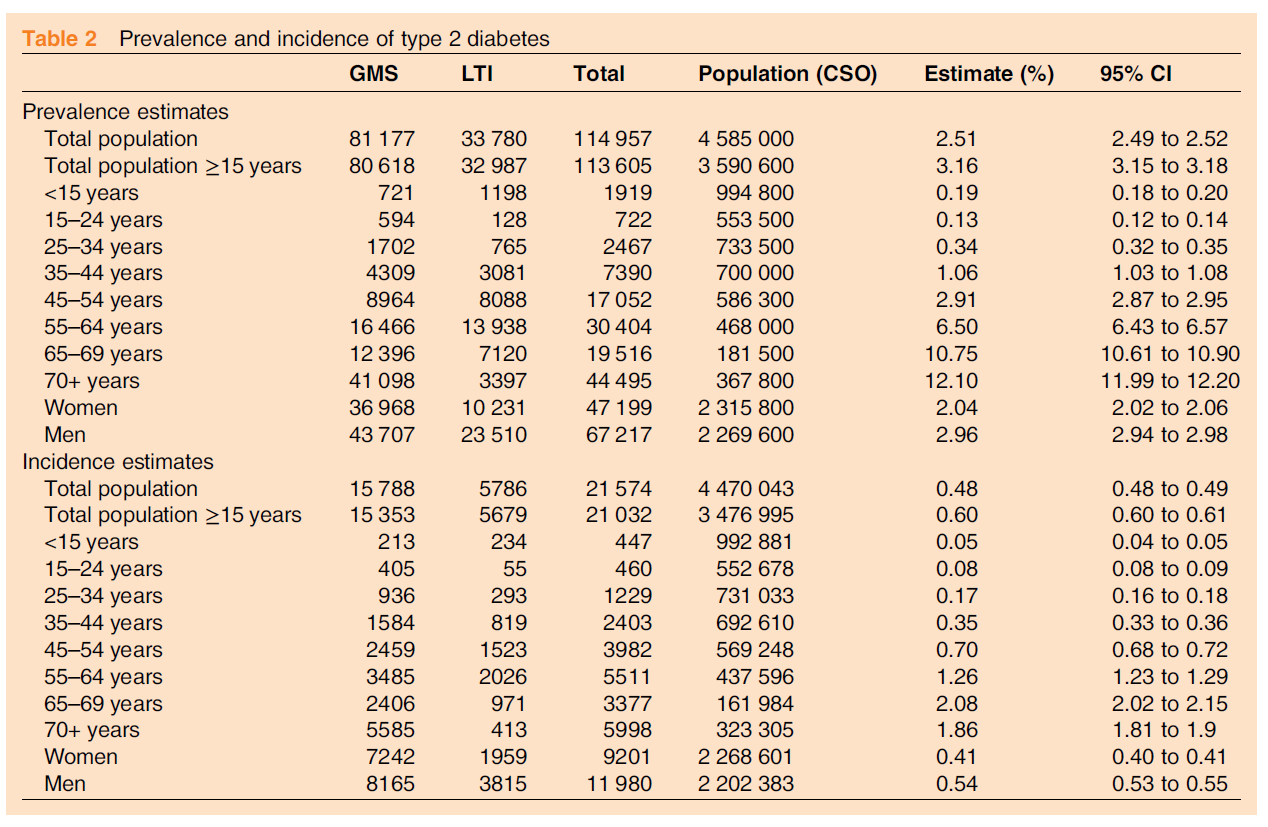 Table 2 Prevalence and incidence of type 2 diabetes
GMS LTI Total Population (CSO) Estimate (%) 95% CI
Prevalence estimates
Total population 81 177 33 780 114 957 4 585 000 2.51 2.49 to 2.52
Total population ≥15 years 80 618 32 987 113 605 3 590 600 3.16 3.15 to 3.18
<15 years 721 1198 1919 994 800 0.19 0.18 to 0.20
15–24 years 594 128 722 553 500 0.13 0.12 to 0.14
25–34 years 1702 765 2467 733 500 0.34 0.32 to 0.35
35–44 years 4309 3081 7390 700 000 1.06 1.03 to 1.08
45–54 years 8964 8088 17 052 586 300 2.91 2.87 to 2.95
55–64 years 16 466 13 938 30 404 468 000 6.50 6.43 to 6.57
65–69 years 12 396 7120 19 516 181 500 10.75 10.61 to 10.90
70+ years 41 098 3397 44 495 367 800 12.10 11.99 to 12.20
Women 36 968 10 231 47 199 2 315 800 2.04 2.02 to 2.06
Men 43 707 23 510 67 217 2 269 600 2.96 2.94 to 2.98
Incidence estimates
Total population 15 788 5786 21 574 4 470 043 0.48 0.48 to 0.49
Total population ≥15 years 15 353 5679 21 032 3 476 995 0.60 0.60 to 0.61
<15 years 213 234 447 992 881 0.05 0.04 to 0.05
15–24 years 405 55 460 552 678 0.08 0.08 to 0.09
25–34 years 936 293 1229 731 033 0.17 0.16 to 0.18
35–44 years 1584 819 2403 692 610 0.35 0.33 to 0.36
45–54 years 2459 1523 3982 569 248 0.70 0.68 to 0.72
55–64 years 3485 2026 5511 437 596 1.26 1.23 to 1.29
65–69 years 2406 971 3377 161 984 2.08 2.02 to 2.15
70+ years 5585 413 5998 323 305 1.86 1.81 to 1.9
Women 7242 1959 9201 2 268 601 0.41 0.40 to 0.41
Men 8165 3815 11 980 2 202 383 0.54 0.53 to 0.55